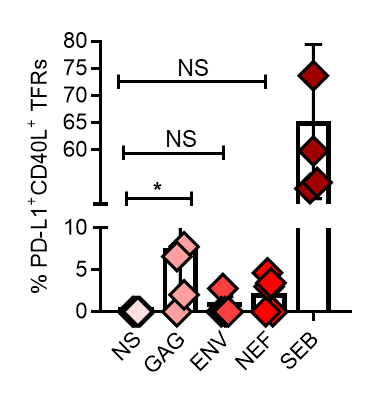 % PD-L1⁺CD40L⁺ TFRs
80
75
70
65
60
10
5
0
NS
NS
*
NS
GAG
ENV
NEF
SEB